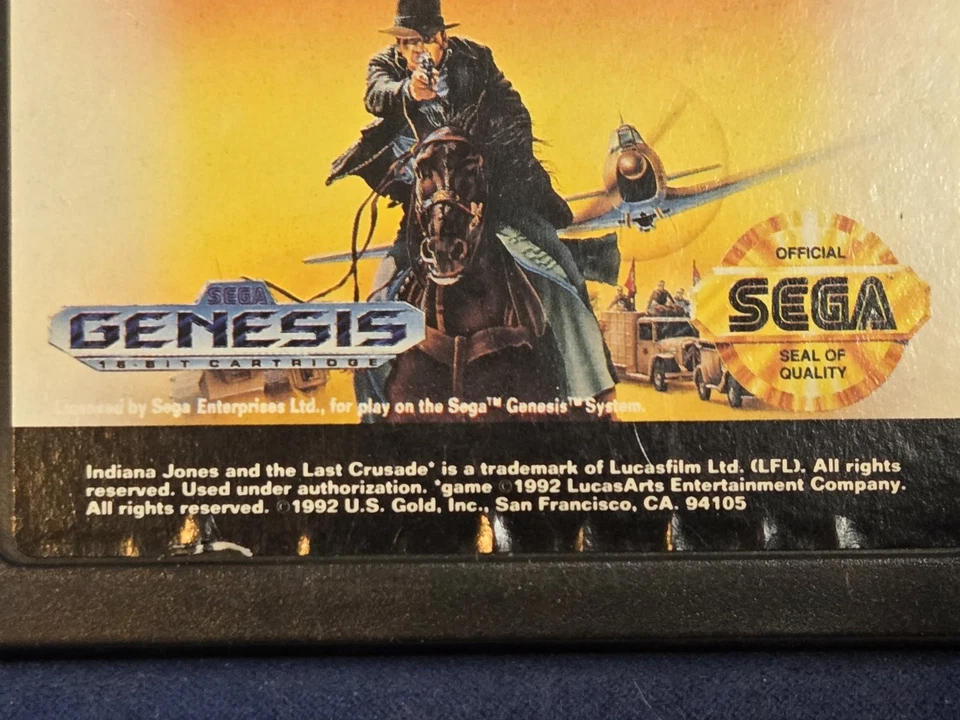 SEGA
GENESIS
16-BIT CARTRIDGE
OFFICIAL
SEGA
SEAL OF
QUALITY
Licensed by Sega Enterprises Ltd., for play on the Sega™ Genesis™ System.
Indiana Jones and the Last Crusade* is a trademark of Lucasfilm Ltd. (LFL). All rights
reserved. Used under authorization. *game ©1992 LucasArts Entertainment Company.
All rights reserved. ©1992 U.S. Gold, Inc., San Francisco, CA. 94105